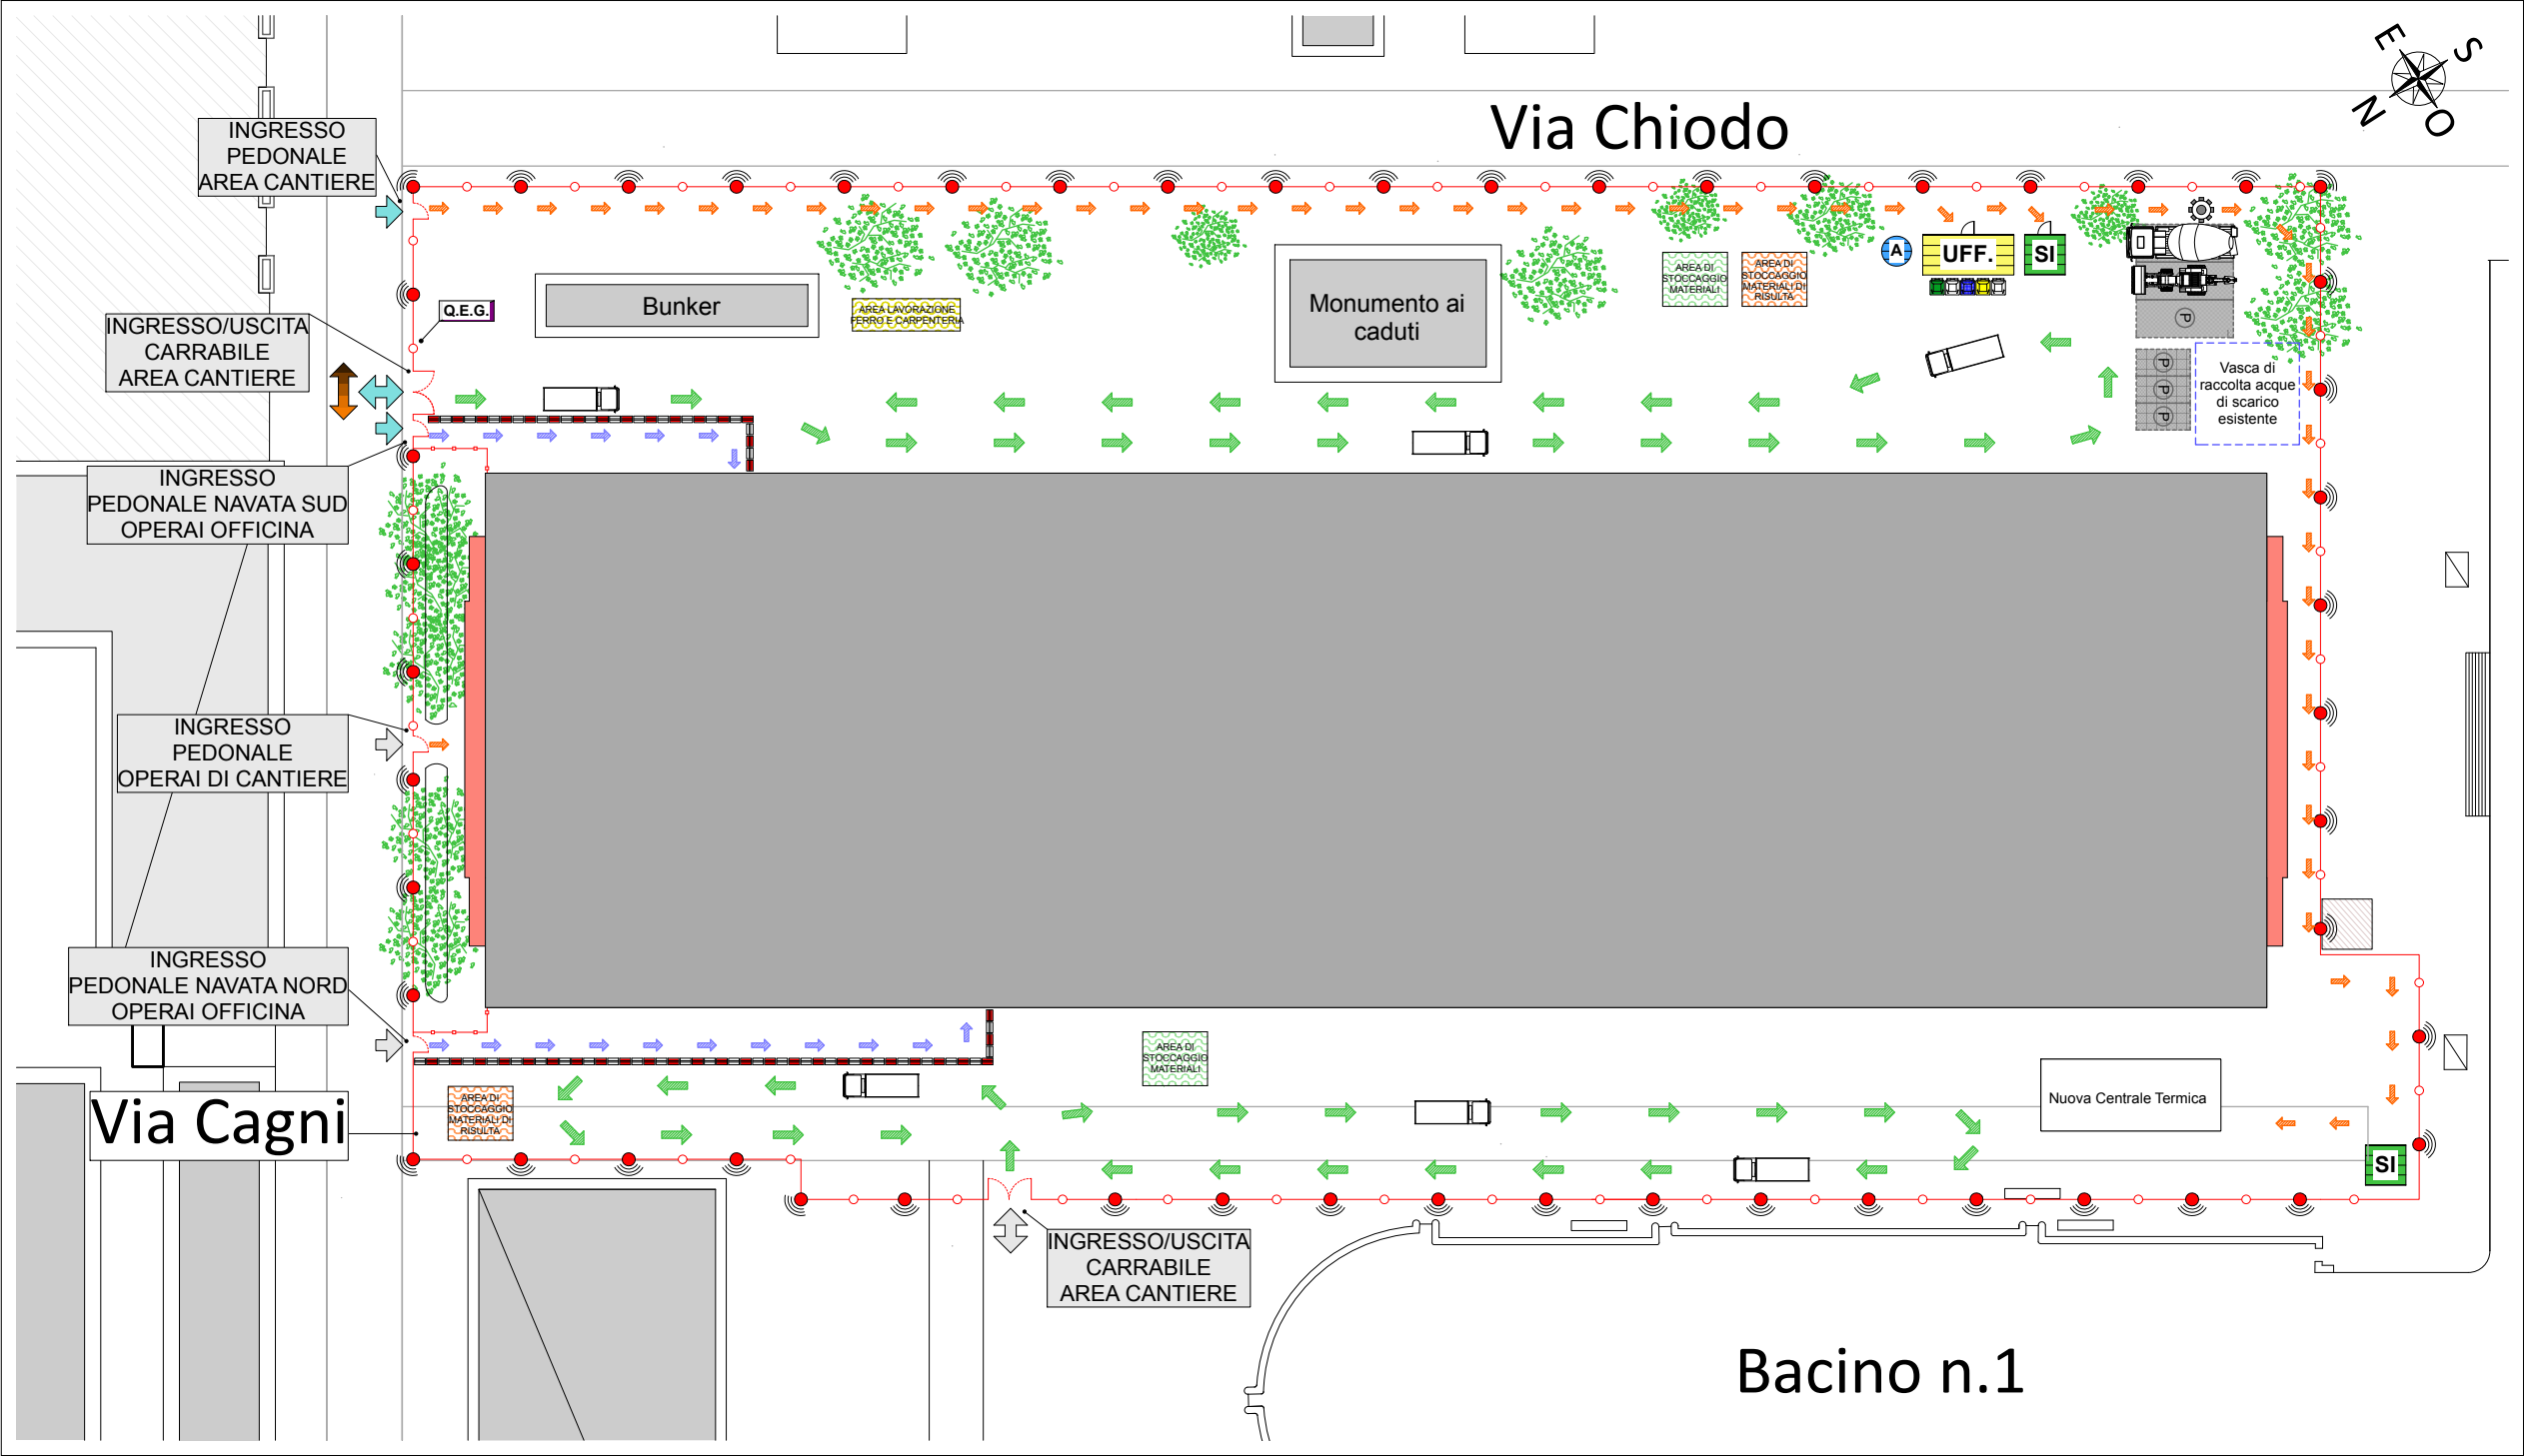 E
S
N
O
Via Chiodo
INGRESSO
PEDONALE
AREA CANTIERE
A
UFF.
SI
Q.E.G.
Bunker
AREA LAVORAZIONE
FERRO E CARPENTERIA
Monumento ai
caduti
AREA DI
STOCCAGGIO
MATERIALI
AREA DI
STOCCAGGIO
MATERIALI DI
RISULTA
P
INGRESSO/USCITA
CARRABILE
AREA CANTIERE
P
P
P
Vasca di
raccolta acque
di scarico
esistente
INGRESSO
PEDONALE NAVATA SUD
OPERAI OFFICINA
INGRESSO
PEDONALE
OPERAI DI CANTIERE
INGRESSO
PEDONALE NAVATA NORD
OPERAI OFFICINA
AREA DI
STOCCAGGIO
MATERIALI
Via Cagni
AREA DI
STOCCAGGIO
MATERIALI DI
RISULTA
Nuova Centrale Termica
SI
INGRESSO/USCITA
CARRABILE
AREA CANTIERE
Bacino n.1